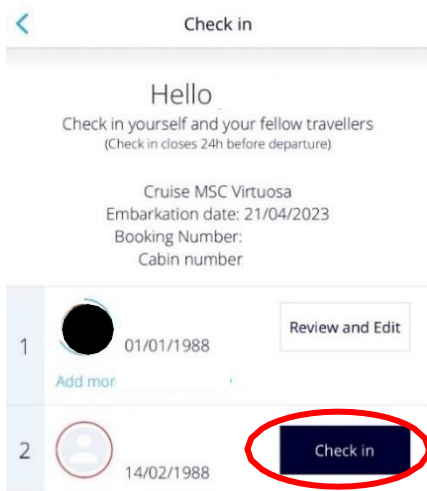 Check in
Hello
Check in yourself and your fellow travellers
(Check in closes 24h before departure)
Cruise MSC Virtuosa
Embarkation date: 21/04/2023
Booking Number:
Cabin number
1
01/01/1988
Review and Edit
Add mor
2
14/02/1988
Check in